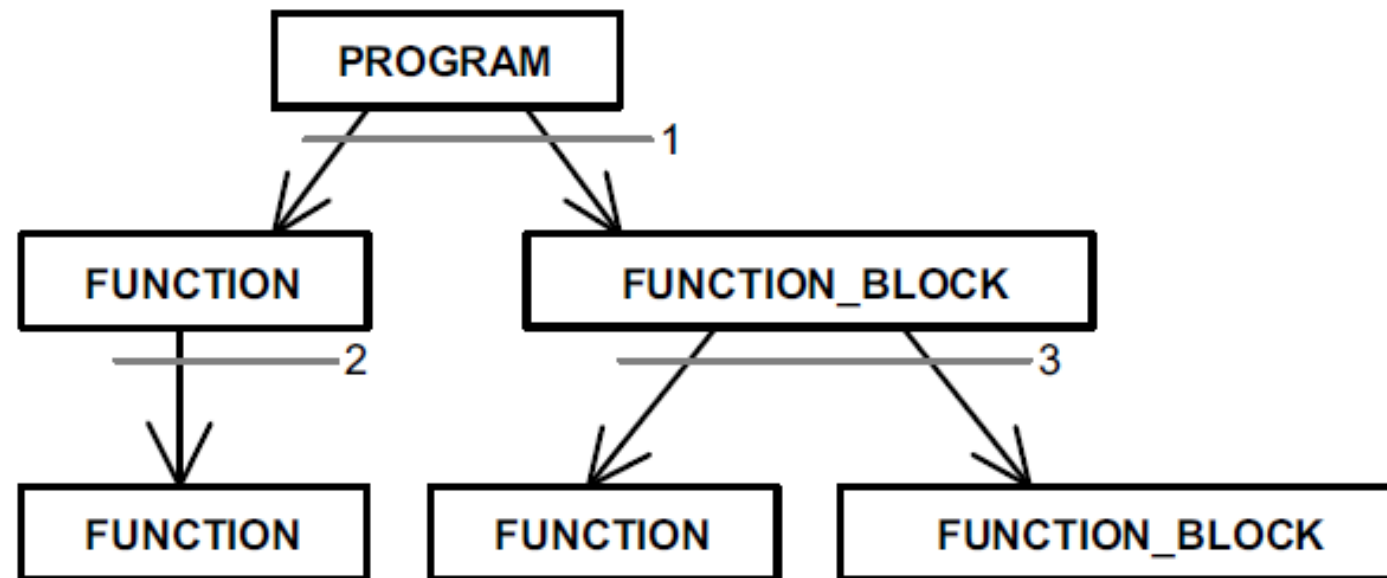 PROGRAM
1
FUNCTION
FUNCTION_BLOCK
2
3
FUNCTION
FUNCTION
FUNCTION_BLOCK